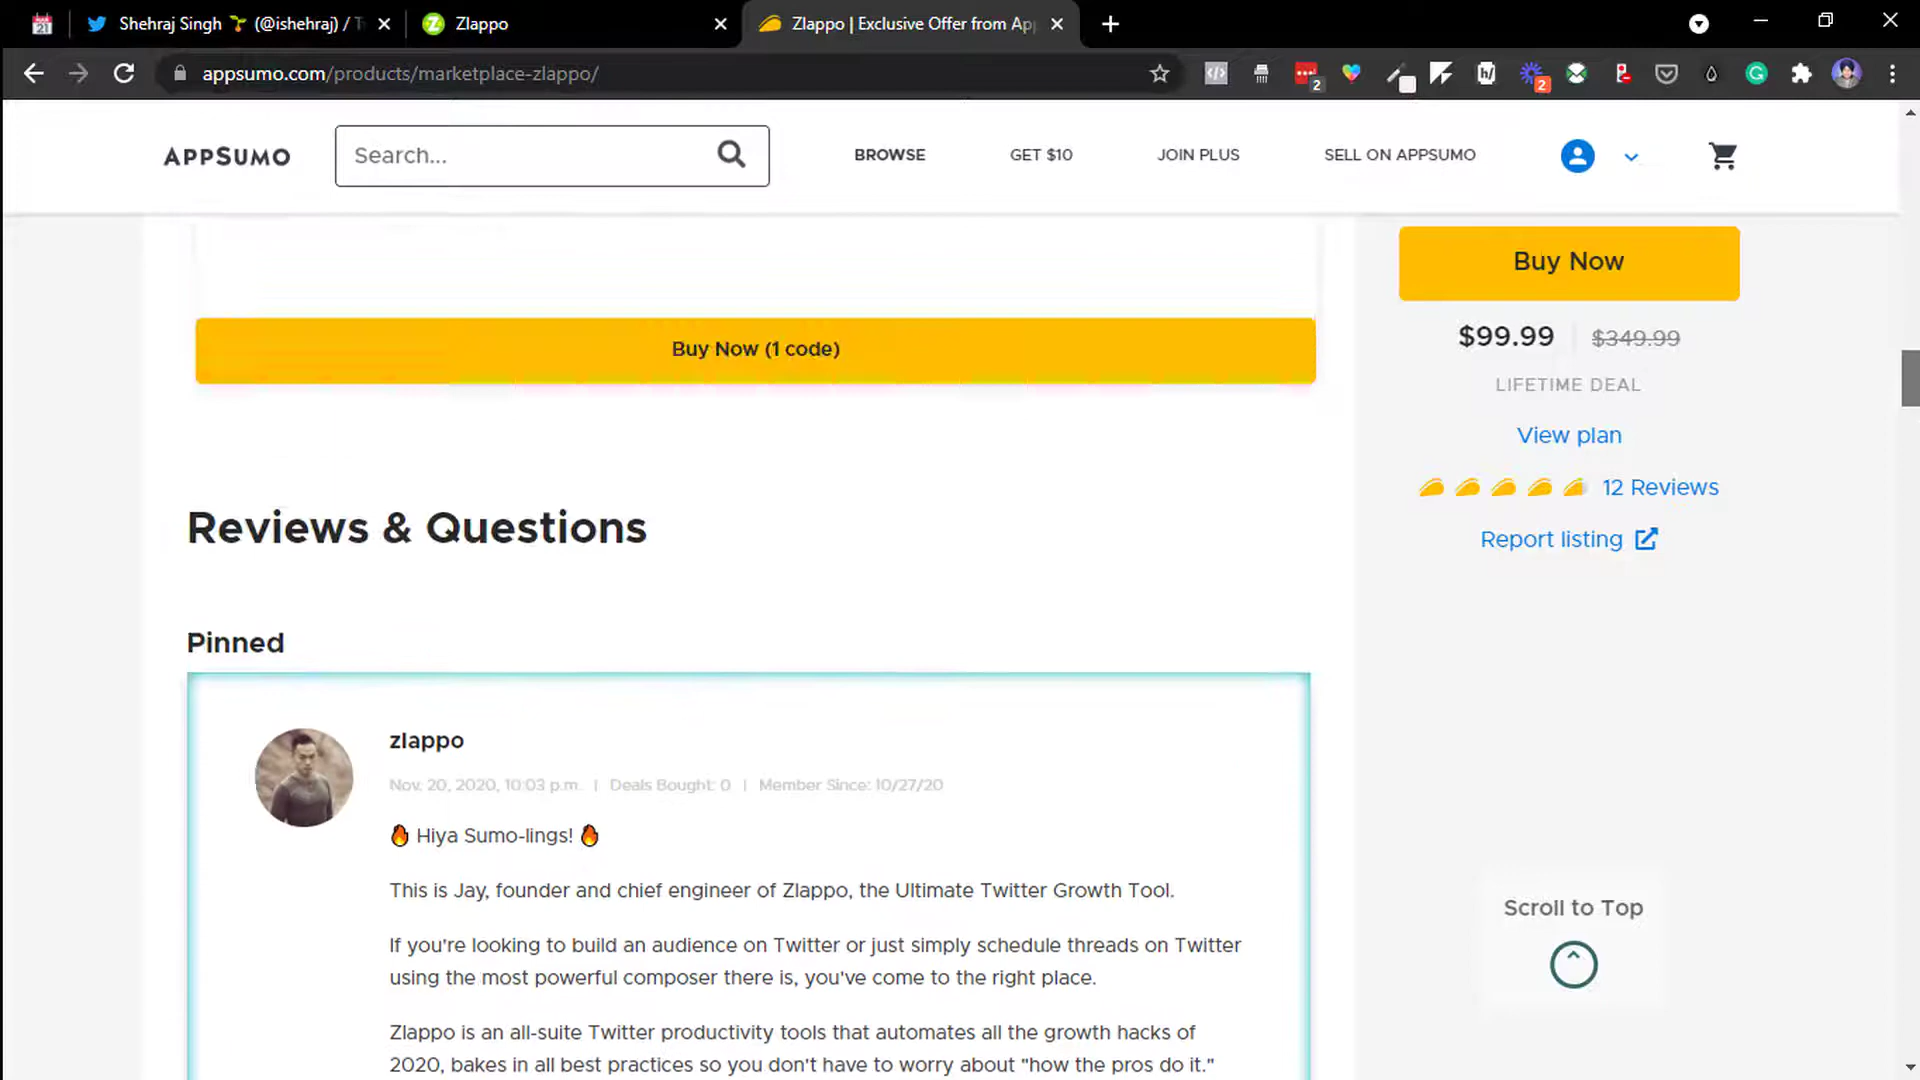 21
Shehraj Singh (@ishehraj) / T
Zlappo
Zlappo | Exclusive Offer from App
appsumo.com/products/marketplace-zlappo/
2
2
APPSUMO
Search...
BROWSE
GET $10
JOIN PLUS
SELL ON APPSUMO
Buy Now
Buy Now (1 code)
$99.99 $349.99
LIFETIME DEAL
View plan
12 Reviews
Report listing
Reviews & Questions
Pinned
zlappo
Nov. 20, 2020, 10:03 p.m. | Deals Bought: 0 | Member Since: 10/27/20
🔥 Hiya Sumo-lings! 🔥
This is Jay, founder and chief engineer of Zlappo, the Ultimate Twitter Growth Tool.
If you're looking to build an audience on Twitter or just simply schedule threads on Twitter
using the most powerful composer there is, you've come to the right place.
Zlappo is an all-suite Twitter productivity tools that automates all the growth hacks of
2020, bakes in all best practices so you don't have to worry about "how the pros do it."
Scroll to Top